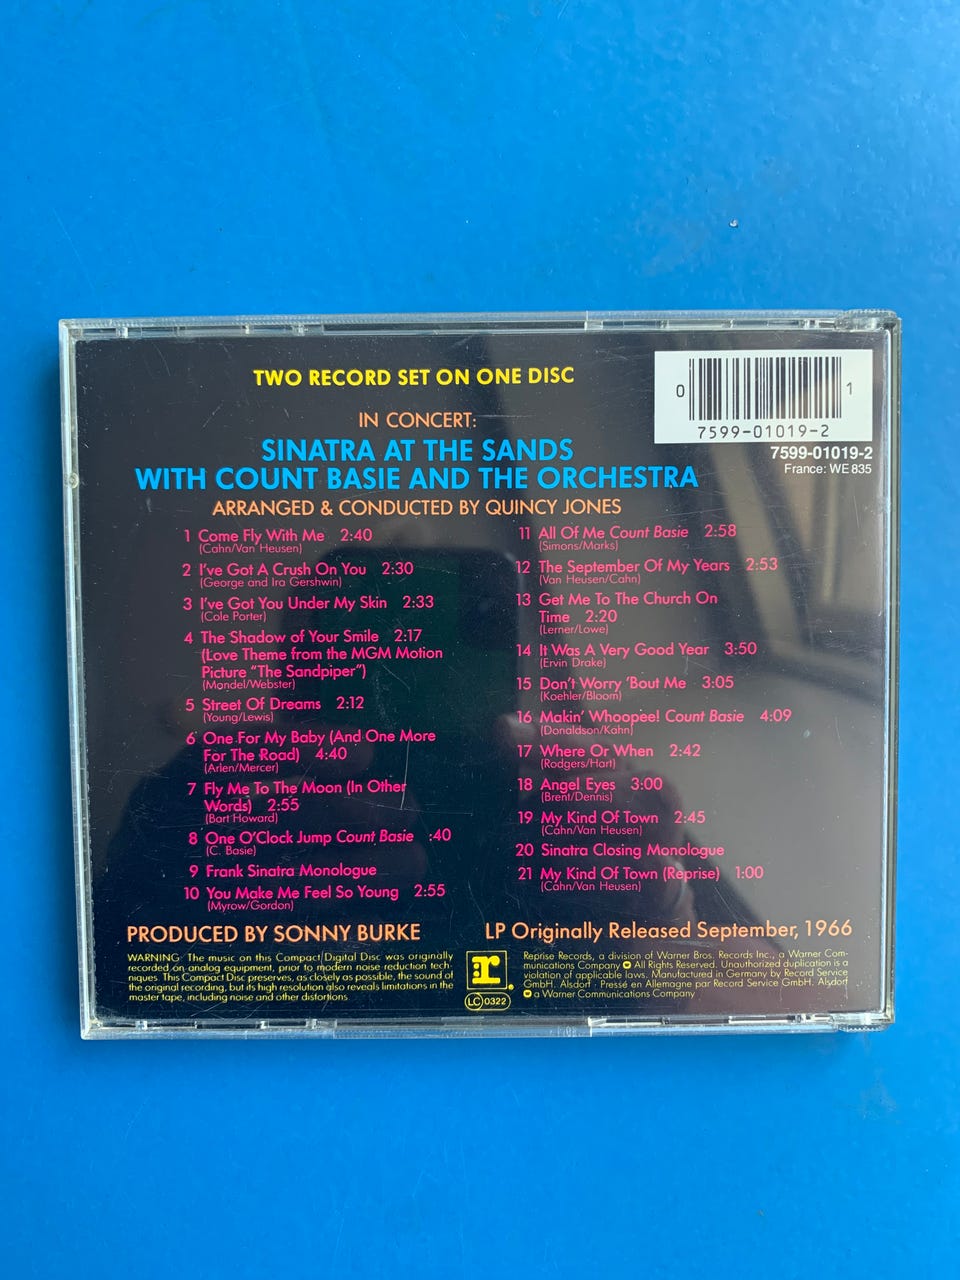 TWO RECORD SET ON ONE DISC
0
1
7599-01019-2
7599-01019-2
France: WE 835
IN CONCERT:
SINATRA AT THE SANDS
WITH COUNT BASIE AND THE ORCHESTRA
ARRANGED & CONDUCTED BY QUINCY JONES
1 Come Fly With Me 2:40
(Cahn/Van Heusen)
2 I've Got A Crush On You 2:30
(George and Ira Gershwin)
3 I've Got You Under My Skin 2:33
(Cole Porter)
4 The Shadow of Your Smile 2:17
(Love Theme from the MGM Motion
Picture "The Sandpiper")
(Mandel/Webster)
5 Street Of Dreams 2:12
(Young/Lewis)
6 One For My Baby (And One More
For The Road) 4:40
(Arlen/Mercer)
7 Fly Me To The Moon (In Other
Words) 2:55
(Bart Howard)
8 One O'Clock Jump Count Basie :40
(C. Basie)
9 Frank Sinatra Monologue
10 You Make Me Feel So Young 2:55
(Myrow/Gordon)
11 All Of Me Count Basie 2:58
(Simons/Marks)
12 The September Of My Years 2:53
(Van Heusen/Cahn)
13 Get Me To The Church On
Time 2:20
(Lerner/Lowe)
14 It Was A Very Good Year 3:50
(Ervin Drake)
15 Don't Worry 'Bout Me 3:05
(Koehler/Bloom)
16 Makin' Whoopee! Count Basie 4:09
(Donaldson/Kahn)
17 Where Or When 2:42
(Rodgers/Hart)
18 Angel Eyes 3:00
(Brent/Dennis)
19 My Kind Of Town 2:45
(Cahn/Van Heusen)
20 Sinatra Closing Monologue
21 My Kind Of Town (Reprise) 1:00
(Cahn/Van Heusen)
PRODUCED BY SONNY BURKE
LP Originally Released September, 1966
WARNING: The music on this Compact Digital Disc was originally
recorded on analog equipment, prior to modern noise reduction tech-
niques. This Compact Disc preserves, as closely as possible, the sound of
the original recording, but its high resolution also reveals limitations in the
master tape, including noise and other distortions.
r:
LC 0322
Reprise Records, a division of Warner Bros. Records Inc., a Warner Com-
munications Company All Rights Reserved. Unauthorized duplication is a
violation of applicable laws. Manufactured in Germany by Record Service
GmbH. Alsdorf · Pressé en Allemagne par Record Service GmbH. Alsdorf
a Warner Communications Company